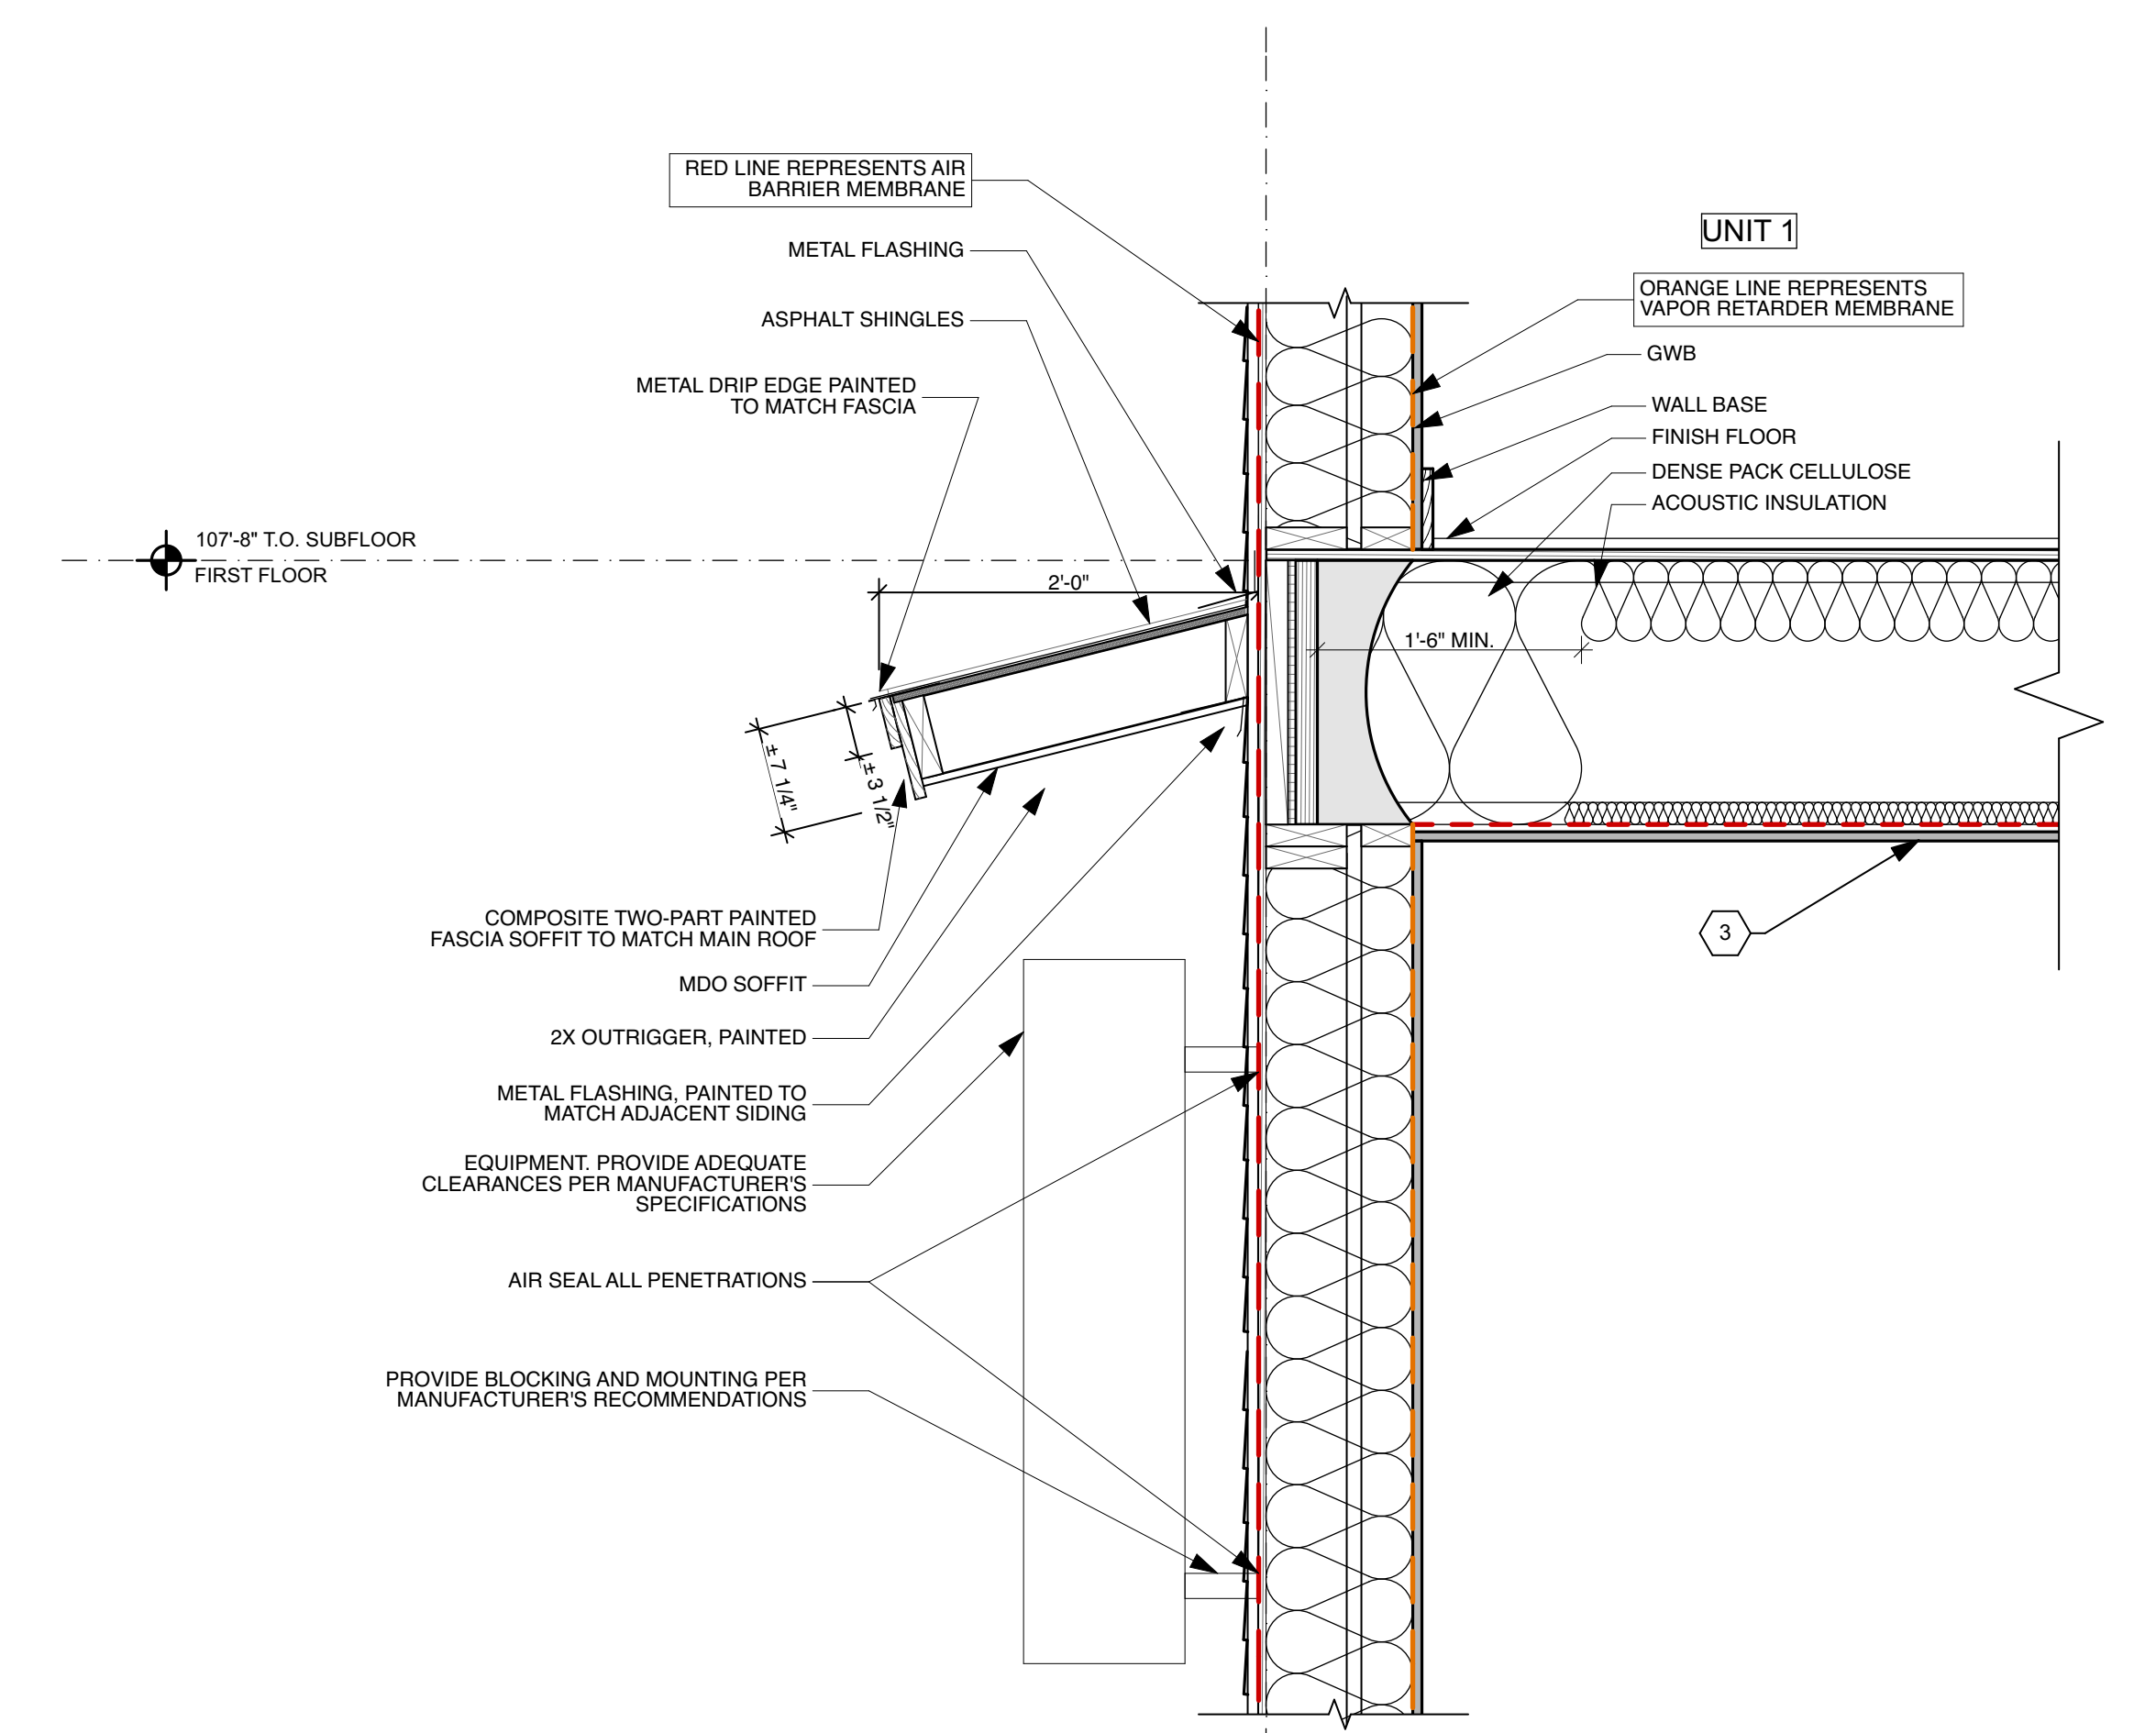 RED LINE REPRESENTS AIR
BARRIER MEMBRANE
METAL FLASHING
ASPHALT SHINGLES
METAL DRIP EDGE PAINTED
TO MATCH FASCIA
UNIT 1
ORANGE LINE REPRESENTS
VAPOR RETARDER MEMBRANE
GWB
WALL BASE
FINISH FLOOR
DENSE PACK CELLULOSE
ACOUSTIC INSULATION
107'-8" T.O. SUBFLOOR
FIRST FLOOR
2'-0"
1'-6" MIN.
± 7 1/4"
± 3 1/2"
COMPOSITE TWO-PART PAINTED
FASCIA SOFFIT TO MATCH MAIN ROOF
MDO SOFFIT
2X OUTRIGGER, PAINTED
METAL FLASHING, PAINTED TO
MATCH ADJACENT SIDING
EQUIPMENT. PROVIDE ADEQUATE
CLEARANCES PER MANUFACTURER'S
SPECIFICATIONS
AIR SEAL ALL PENETRATIONS
PROVIDE BLOCKING AND MOUNTING PER
MANUFACTURER'S RECOMMENDATIONS
3